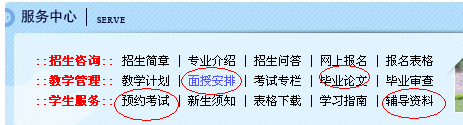 服务中心 | SERVE
::招生咨询: 招生简章 | 专业介绍 | 招生问答 | 网上报名 | 报名表格
::教学管理: 教学计划 | 面授安排 | 考试专栏 | 毕业论文 | 毕业审查
::学生服务: 预约考试 | 新生须知 | 表格下载 | 学习指南 | 辅导资料